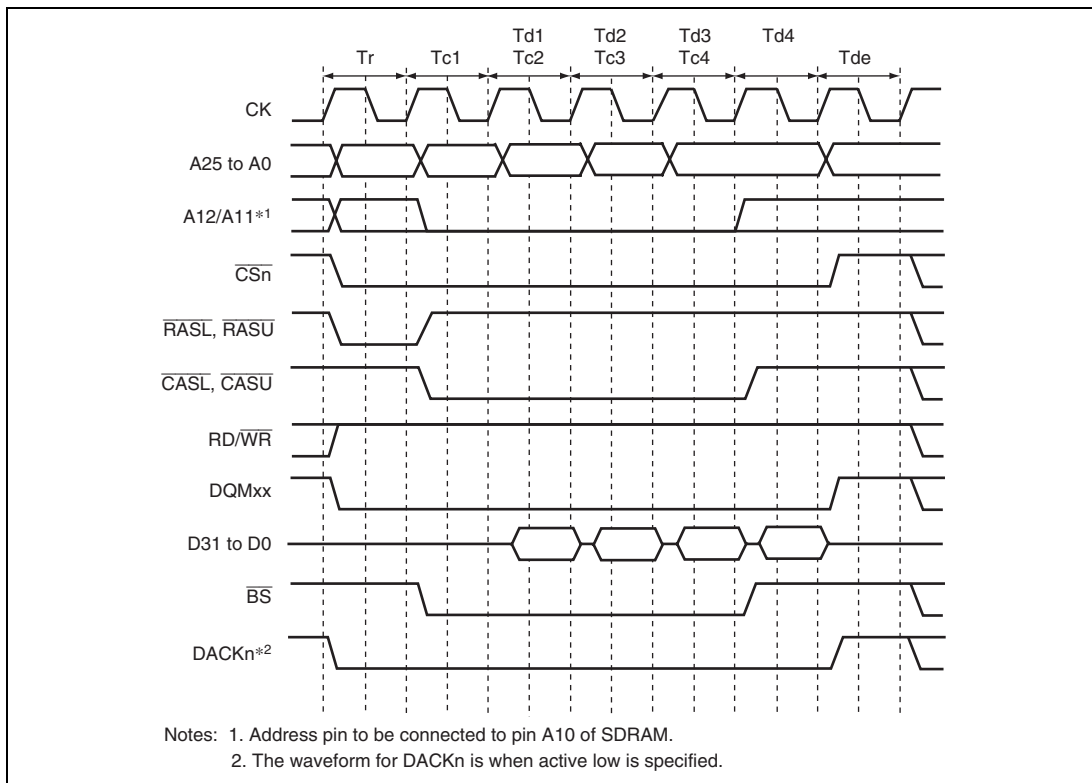 Td1 Td2 Td3 Td4
Tr Tc1 Tc2 Tc3 Tc4 Tde
CK
A25 to A0
A12/A11*1
CSn
RASL, RASU
CASL, CASU
RD/WR
DQMxx
D31 to D0
BS
DACKn*2
Notes: 1. Address pin to be connected to pin A10 of SDRAM.
2. The waveform for DACKn is when active low is specified.